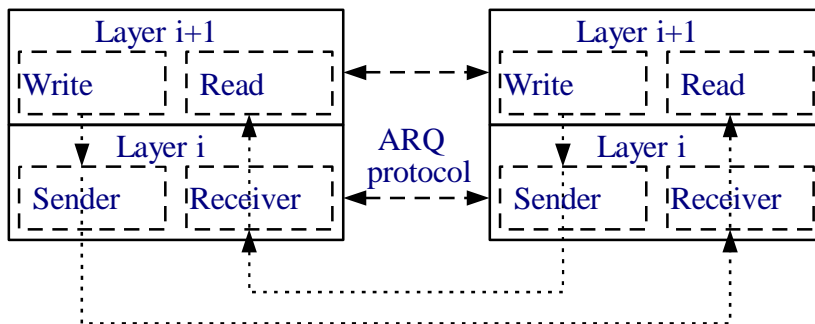 Layer i+1
Layer i+1
Write
Read
Write
Read
Layer i
ARQ
protocol
Layer i
Sender
Receiver
Sender
Receiver